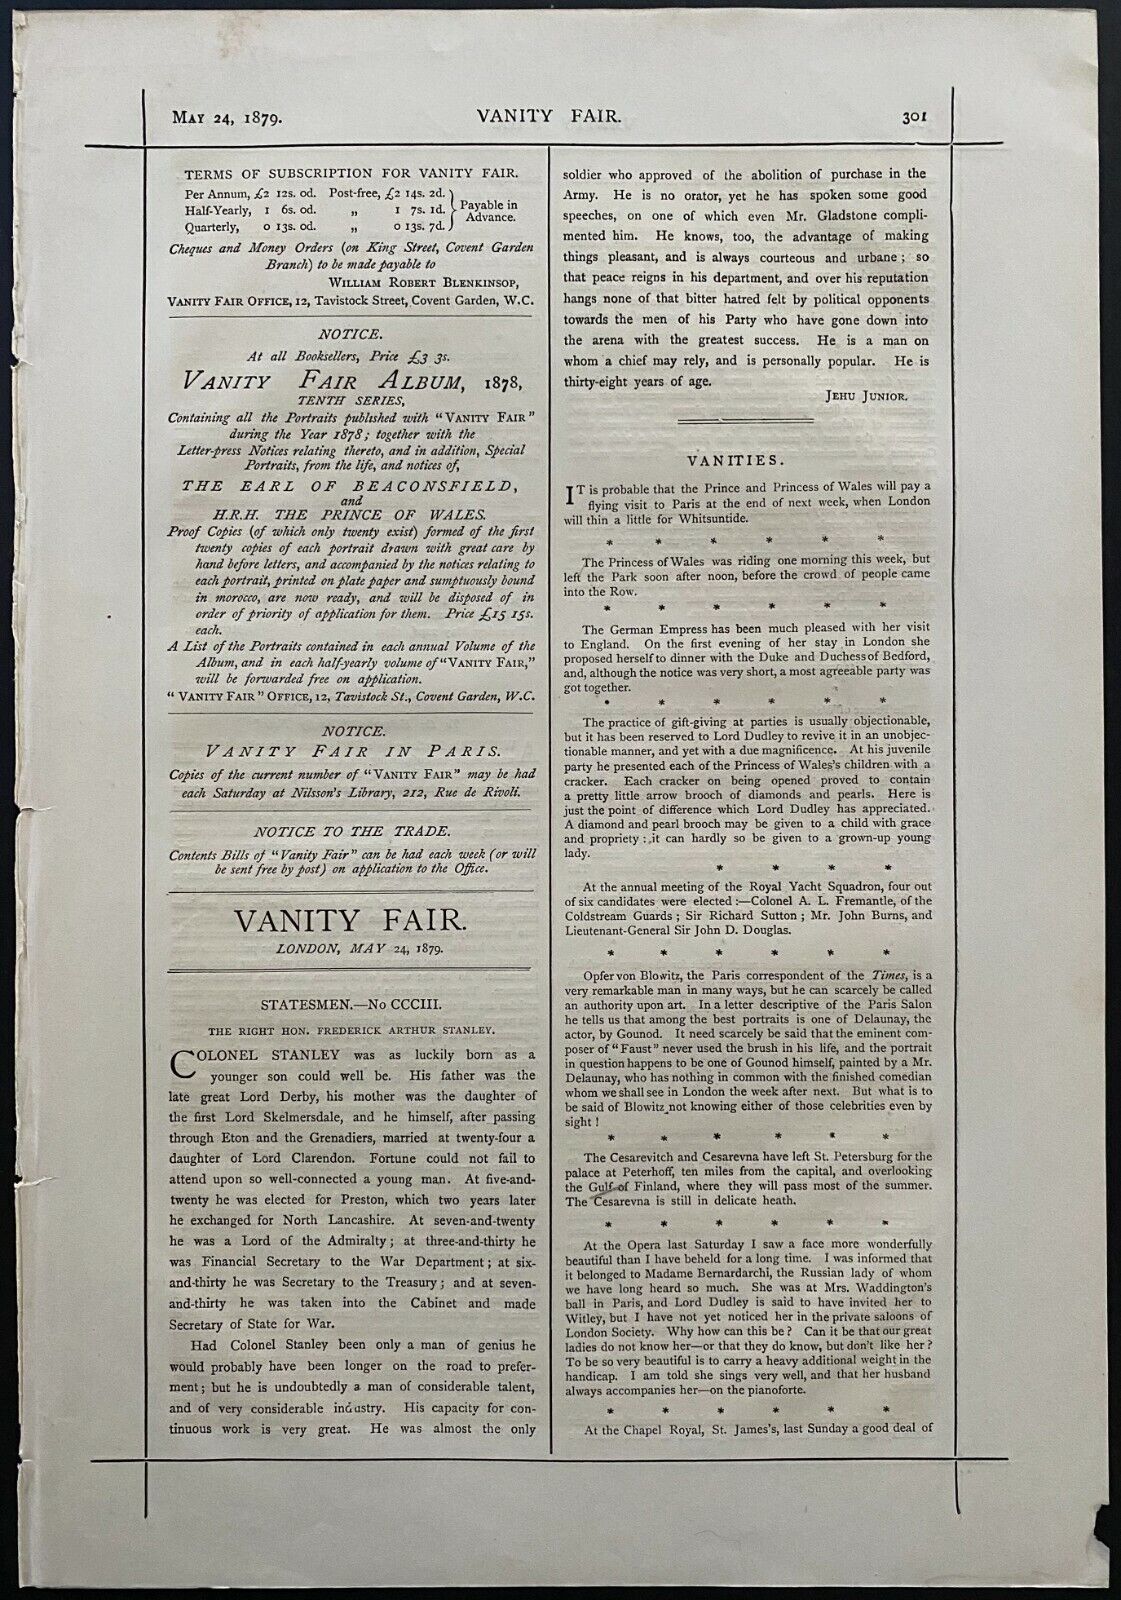 MAY 24, 1879. VANITY FAIR. 301
TERMS OF SUBSCRIPTION FOR VANITY FAIR.
Per Annum, £2 12s. 0d. Post-free, £2 14s. 2d.
Half-Yearly, 1 6s. 0d. „ 1 7s. 1d.
Quarterly, 0 13s. 0d. „ 0 13s. 7d.
} Payable in
Advance.
Cheques and Money Orders (on King Street, Covent Garden
Branch) to be made payable to
WILLIAM ROBERT BLENKINSOP,
VANITY FAIR OFFICE, 12, Tavistock Street, Covent Garden, W.C.
NOTICE.
At all Booksellers, Price £3 3s.
VANITY FAIR ALBUM, 1878,
TENTH SERIES,
Containing all the Portraits published with “VANITY FAIR”
during the Year 1878; together with the
Letter-press Notices relating thereto, and in addition, Special
Portraits, from the life, and notices of,
THE EARL OF BEACONSFIELD,
and
H.R.H. THE PRINCE OF WALES.
Proof Copies (of which only twenty exist) formed of the first
twenty copies of each portrait drawn with great care by
hand before letters, and accompanied by the notices relating to
each portrait, printed on plate paper and sumptuously bound
in morocco, are now ready, and will be disposed of in
order of priority of application for them. Price £15 15s.
each.
A List of the Portraits contained in each annual Volume of the
Album, and in each half-yearly volume of “VANITY FAIR,”
will be forwarded free on application.
“VANITY FAIR” OFFICE, 12, Tavistock St., Covent Garden, W.C.
NOTICE.
VANITY FAIR IN PARIS.
Copies of the current number of “VANITY FAIR” may be had
each Saturday at Nilsson's Library, 212, Rue de Rivoli.
NOTICE TO THE TRADE.
Contents Bills of “Vanity Fair” can be had each week (or will
be sent free by post) on application to the Office.
VANITY FAIR.
LONDON, MAY 24, 1879.
STATESMEN.—No CCCIII.
THE RIGHT HON. FREDERICK ARTHUR STANLEY.
COLONEL STANLEY was as luckily born as a
younger son could well be. His father was the
late great Lord Derby, his mother was the daughter of
the first Lord Skelmersdale, and he himself, after passing
through Eton and the Grenadiers, married at twenty-four a
daughter of Lord Clarendon. Fortune could not fail to
attend upon so well-connected a young man. At five-and-
twenty he was elected for Preston, which two years later
he exchanged for North Lancashire. At seven-and-twenty
he was a Lord of the Admiralty; at three-and-thirty he
was Financial Secretary to the War Department; at six-
and-thirty he was Secretary to the Treasury; and at seven-
and-thirty he was taken into the Cabinet and made
Secretary of State for War.
Had Colonel Stanley been only a man of genius he
would probably have been longer on the road to prefer-
ment; but he is undoubtedly a man of considerable talent,
and of very considerable industry. His capacity for con-
tinuous work is very great. He was almost the only
soldier who approved of the abolition of purchase in the
Army. He is no orator, yet he has spoken some good
speeches, on one of which even Mr. Gladstone compli-
mented him. He knows, too, the advantage of making
things pleasant, and is always courteous and urbane; so
that peace reigns in his department, and over his reputation
hangs none of that bitter hatred felt by political opponents
towards the men of his Party who have gone down into
the arena with the greatest success. He is a man on
whom a chief may rely, and is personally popular. He is
thirty-eight years of age.
JEHU JUNIOR.
VANITIES.
IT is probable that the Prince and Princess of Wales will pay a
flying visit to Paris at the end of next week, when London
will thin a little for Whitsuntide.
* * * * * *
The Princess of Wales was riding one morning this week, but
left the Park soon after noon, before the crowd of people came
into the Row.
* * * * * *
The German Empress has been much pleased with her visit
to England. On the first evening of her stay in London she
proposed herself to dinner with the Duke and Duchess of Bedford,
and, although the notice was very short, a most agreeable party was
got together.
* * * * * *
The practice of gift-giving at parties is usually objectionable,
but it has been reserved to Lord Dudley to revive it in an unobjec-
tionable manner, and yet with a due magnificence. At his juvenile
party he presented each of the Princess of Wales's children with a
cracker. Each cracker on being opened proved to contain
a pretty little arrow brooch of diamonds and pearls. Here is
just the point of difference which Lord Dudley has appreciated.
A diamond and pearl brooch may be given to a child with grace
and propriety: it can hardly so be given to a grown-up young
lady.
* * * *
At the annual meeting of the Royal Yacht Squadron, four out
of six candidates were elected:—Colonel A. L. Fremantle, of the
Coldstream Guards; Sir Richard Sutton; Mr. John Burns, and
Lieutenant-General Sir John D. Douglas.
* * * * * *
Opfer von Blowitz, the Paris correspondent of the Times, is a
very remarkable man in many ways, but he can scarcely be called
an authority upon art. In a letter descriptive of the Paris Salon
he tells us that among the best portraits is one of Delaunay, the
actor, by Gounod. It need scarcely be said that the eminent com-
poser of “Faust” never used the brush in his life, and the portrait
in question happens to be one of Gounod himself, painted by a Mr.
Delaunay, who has nothing in common with the finished comedian
whom we shall see in London the week after next. But what is to
be said of Blowitz not knowing either of those celebrities even by
sight!
* * * * * *
The Cesarevitch and Cesarevna have left St. Petersburg for the
palace at Peterhoff, ten miles from the capital, and overlooking
the Gulf of Finland, where they will pass most of the summer.
The Cesarevna is still in delicate heath.
* * * * * *
At the Opera last Saturday I saw a face more wonderfully
beautiful than I have beheld for a long time. I was informed that
it belonged to Madame Bernardarchi, the Russian lady of whom
we have long heard so much. She was at Mrs. Waddington's
ball in Paris, and Lord Dudley is said to have invited her to
Witley, but I have not yet noticed her in the private saloons of
London Society. Why how can this be? Can it be that our great
ladies do not know her—or that they do know, but don't like her?
To be so very beautiful is to carry a heavy additional weight in the
handicap. I am told she sings very well, and that her husband
always accompanies her—on the pianoforte.
* * * * * *
At the Chapel Royal, St. James's, last Sunday a good deal of